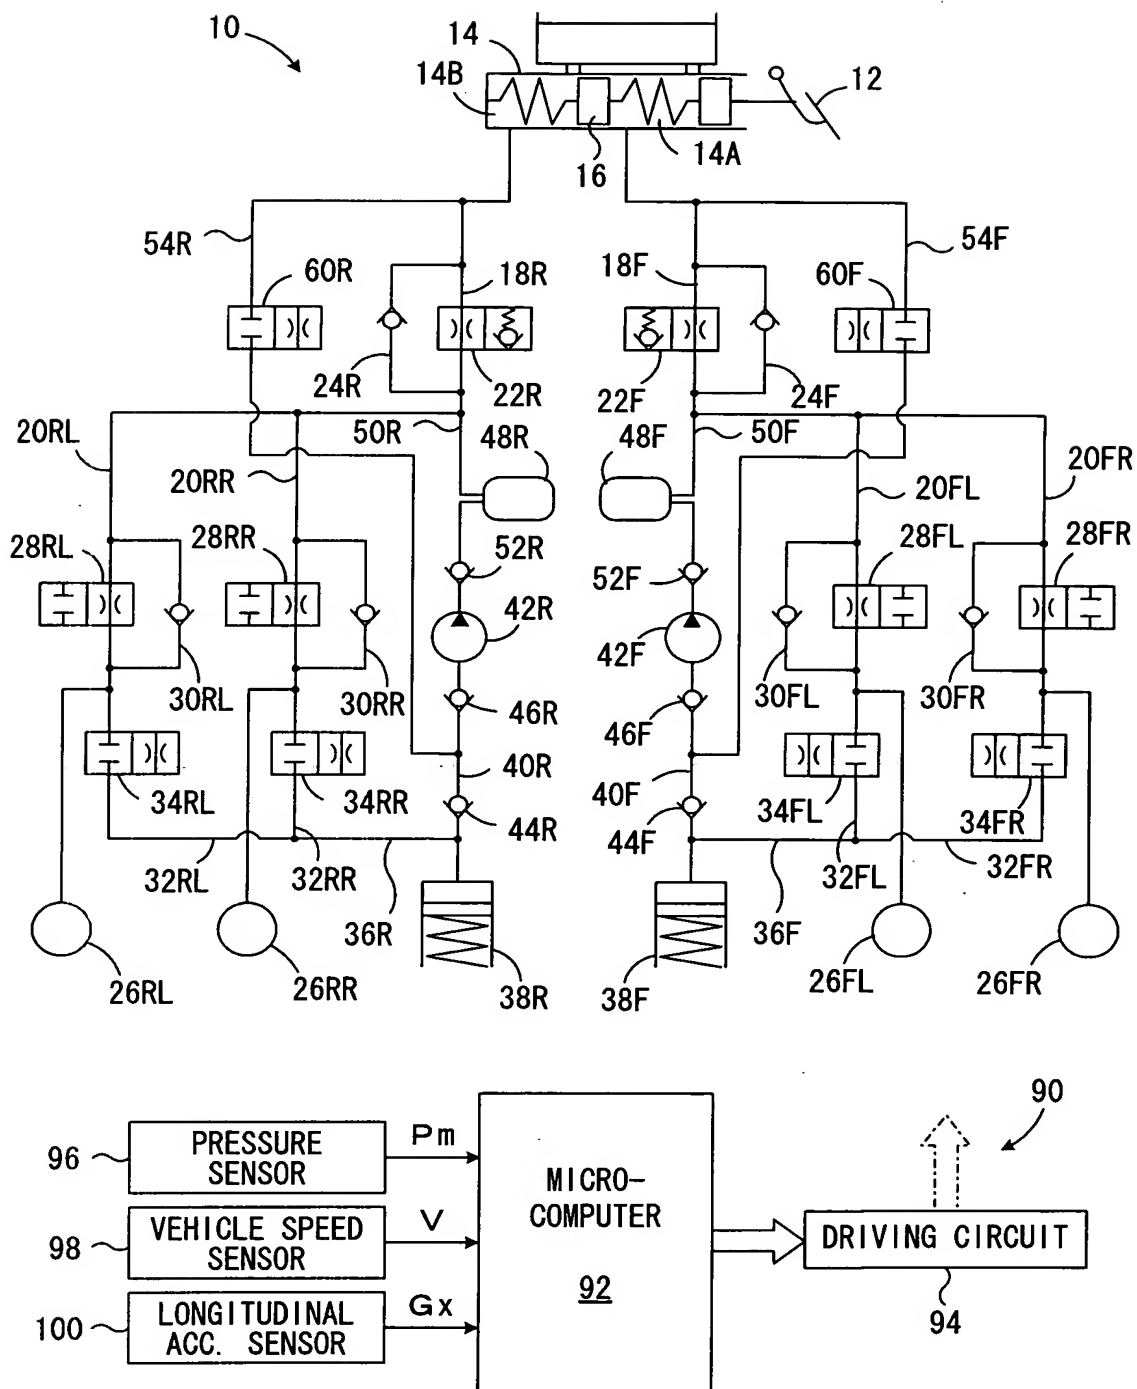 10
14
14B
12
16
14A
54R
54F
60R
18R
18F
60F
24R
22R
22F
24F
20RL
50R
48R
48F
50F
20FR
20RR
20FL
28RL
28RR
52R
52F
28FL
28FR
42R
42F
30RL
30RR
46R
46F
30FL
30FR
40R
40F
34RL
34RR
44R
44F
34FL
34FR
32RL
32RR
32FL
32FR
36R
36F
26RL
26RR
38R
38F
26FL
26FR
90
96
PRESSURE
SENSOR
Pm
98
VEHICLE SPEED
SENSOR
V
100
LONGITUDINAL
ACC. SENSOR
Gx
MICRO-
COMPUTER
92
DRIVING CIRCUIT
94